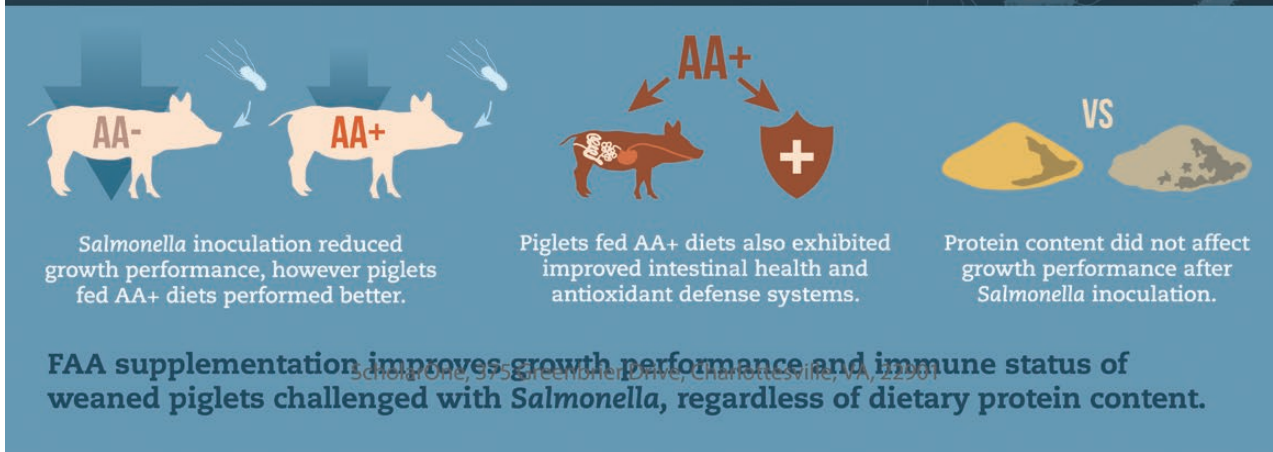 AA-
AA+
AA+
VS
Salmonella inoculation reduced
growth performance, however piglets
fed AA+ diets performed better.
Piglets fed AA+ diets also exhibited
improved intestinal health and
antioxidant defense systems.
Protein content did not affect
growth performance after
Salmonella inoculation.
FAA supplementation improves growth performance and immune status of
ScholarOne, 375 Greenbrier Drive, Charlottesville, VA, 22901
weaned piglets challenged with Salmonella, regardless of dietary protein content.